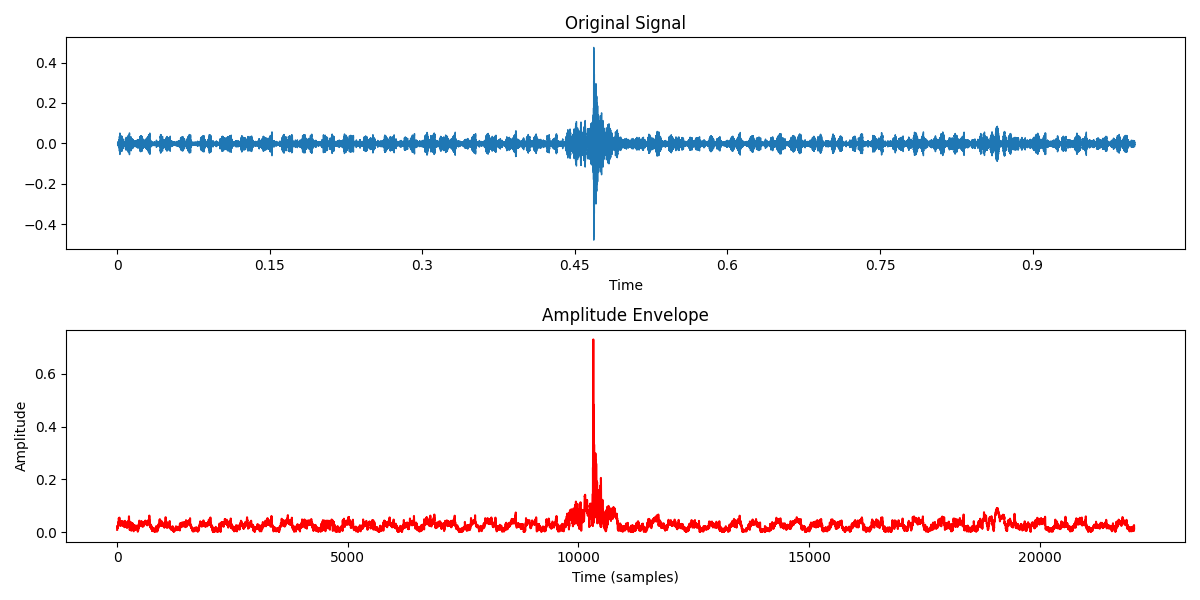 Original Signal
0.4
0.2
0.0
−0.2
−0.4
0 0.15 0.3 0.45 0.6 0.75 0.9
Time
Amplitude Envelope
Amplitude
0.6
0.4
0.2
0.0
0 5000 10000 15000 20000
Time (samples)